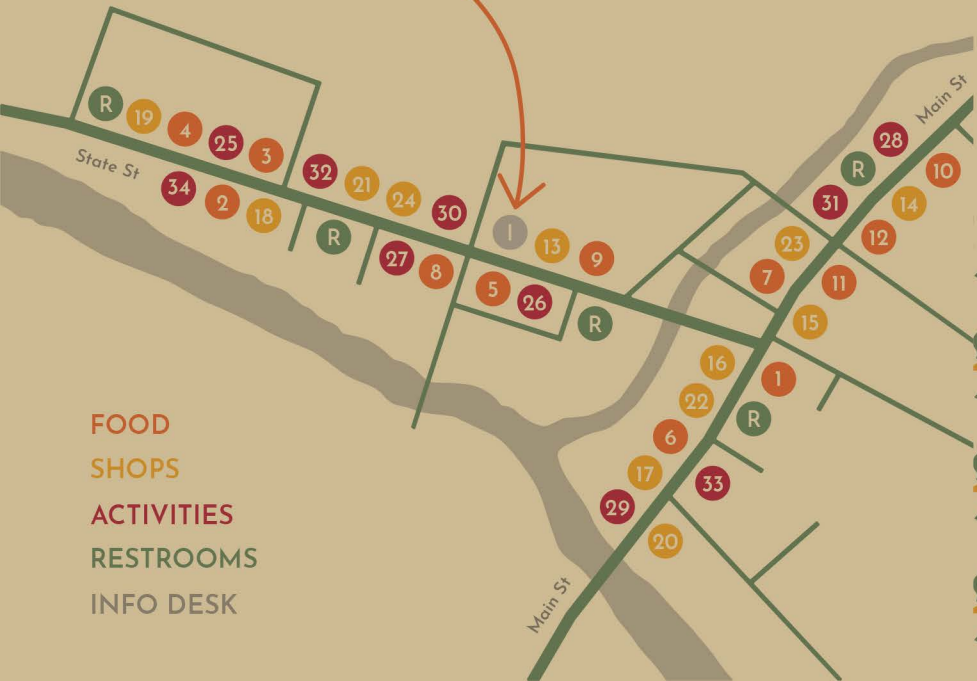 R 19 4 25 3
State St
34 2 18
32 21 24 30
R 27 8
I 13 9
5 26 R
Main St
28
R 10
31 14
23 12
7 11
15
16 1
22 R
6
17 33
29
20
Main St
FOOD
SHOPS
ACTIVITIES
RESTROOMS
INFO DESK